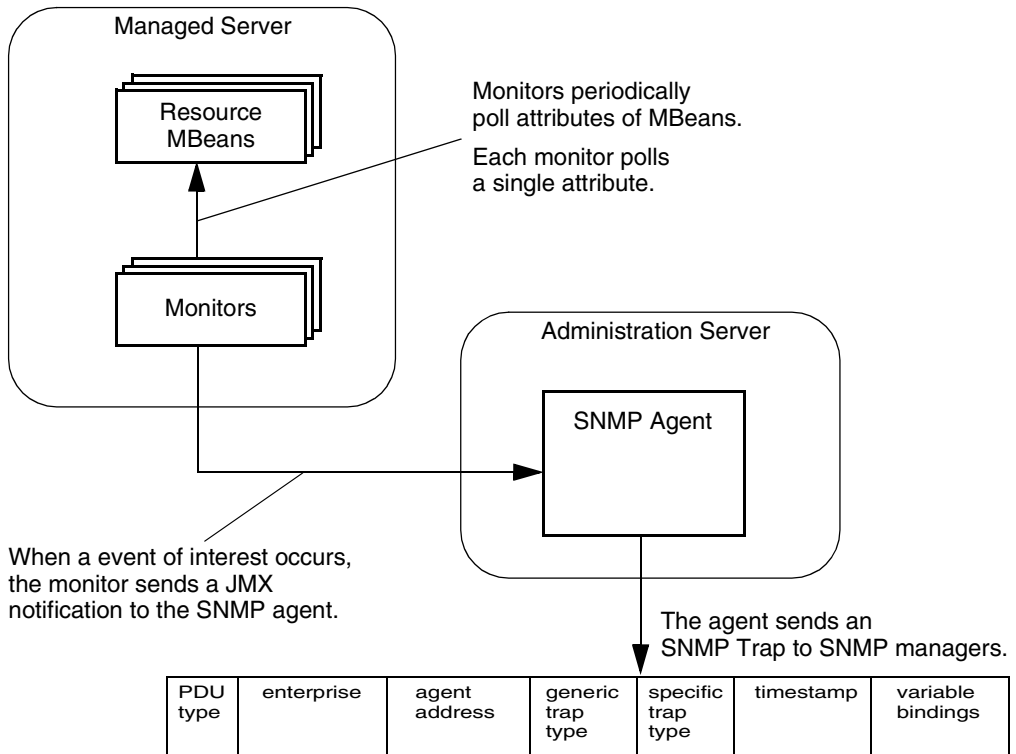 Managed Server
Resource
MBeans
Monitors periodically
poll attributes of MBeans.
Each monitor polls
a single attribute.
Monitors
Administration Server
SNMP Agent
When a event of interest occurs,
the monitor sends a JMX
notification to the SNMP agent.
The agent sends an
SNMP Trap to SNMP managers.
PDU
type
enterprise
agent
address
generic
trap
type
specific
trap
type
timestamp
variable
bindings